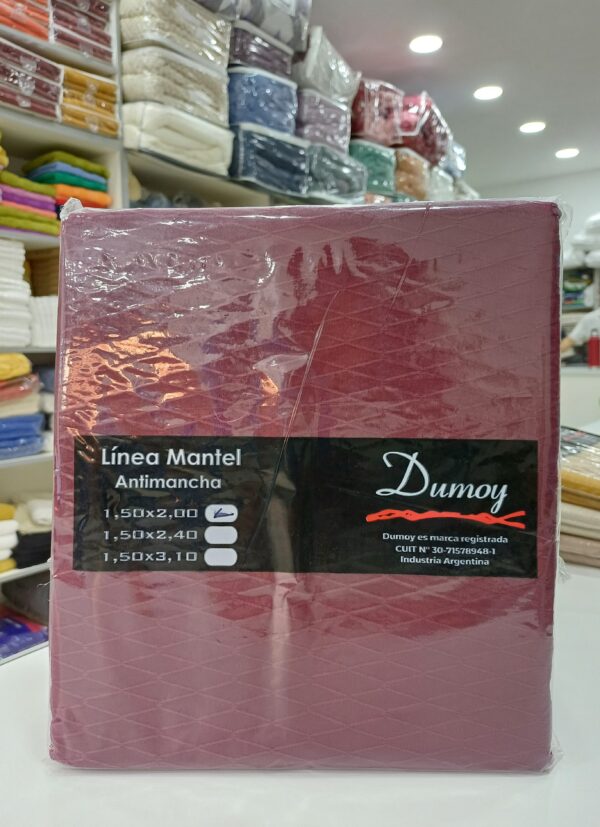 Línea Mantel
Antimancha
1,50x2,00
1,50x2,40
1,50x3,10
Dumoy
Dumoy es marca registrada
CUIT N° 30-71578948-1
Industria Argentina